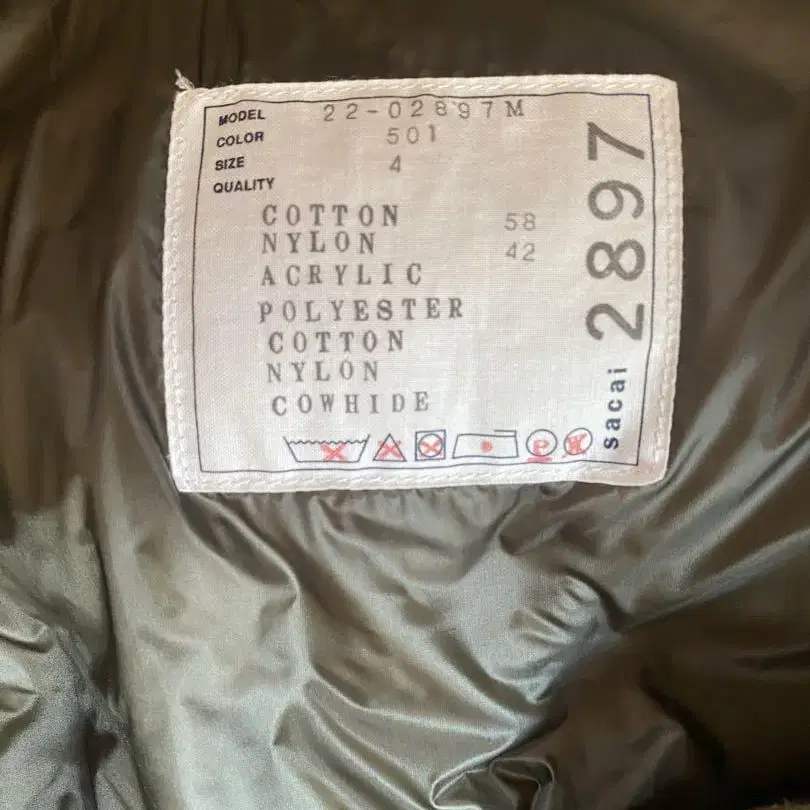 MODEL 22-02897M
COLOR 501
SIZE 4
QUALITY
COTTON 58
NYLON 42
ACRYLIC
POLYESTER
COTTON
NYLON
COWHIDE
P
sacai 2897